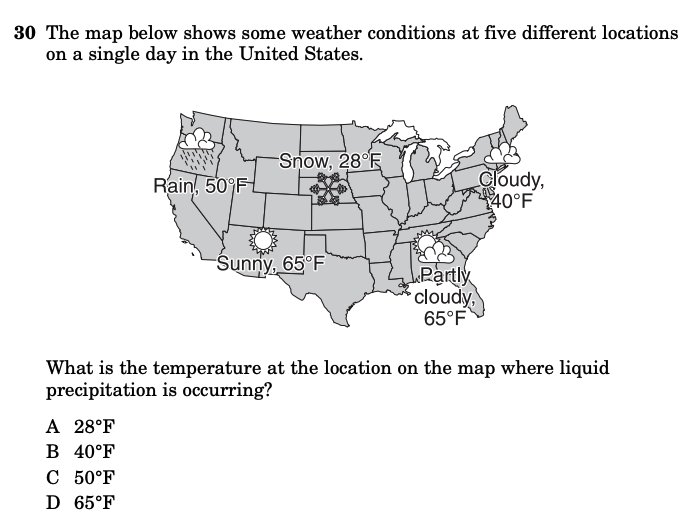 30 The map below shows some weather conditions at five different locations
on a single day in the United States.
Snow, 28°F
Rain, 50°F
Cloudy,
40°F
Sunny, 65°F
Partly
cloudy,
65°F
What is the temperature at the location on the map where liquid
precipitation is occurring?
A 28°F
B 40°F
C 50°F
D 65°F